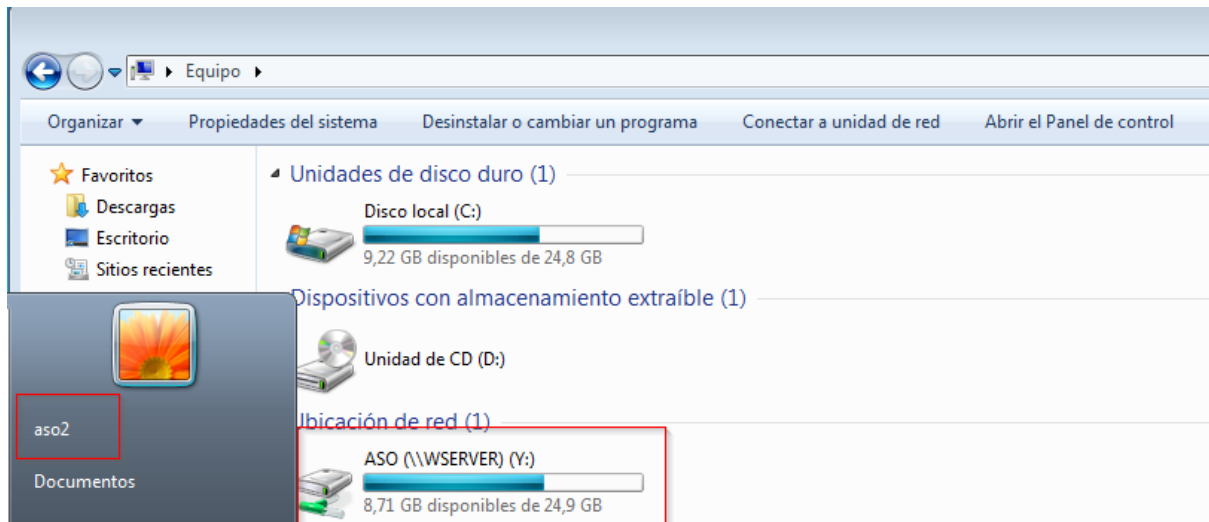 Equipo
Organizar Propiedades del sistema Desinstalar o cambiar un programa Conectar a unidad de red Abrir el Panel de control
Favoritos
Descargas
Escritorio
Sitios recientes
Unidades de disco duro (1)
Disco local (C:)
9,22 GB disponibles de 24,8 GB
Dispositivos con almacenamiento extraíble (1)
Unidad de CD (D:)
Ubicación de red (1)
ASO (\\WSERVER) (Y:)
8,71 GB disponibles de 24,9 GB
aso2
Documentos